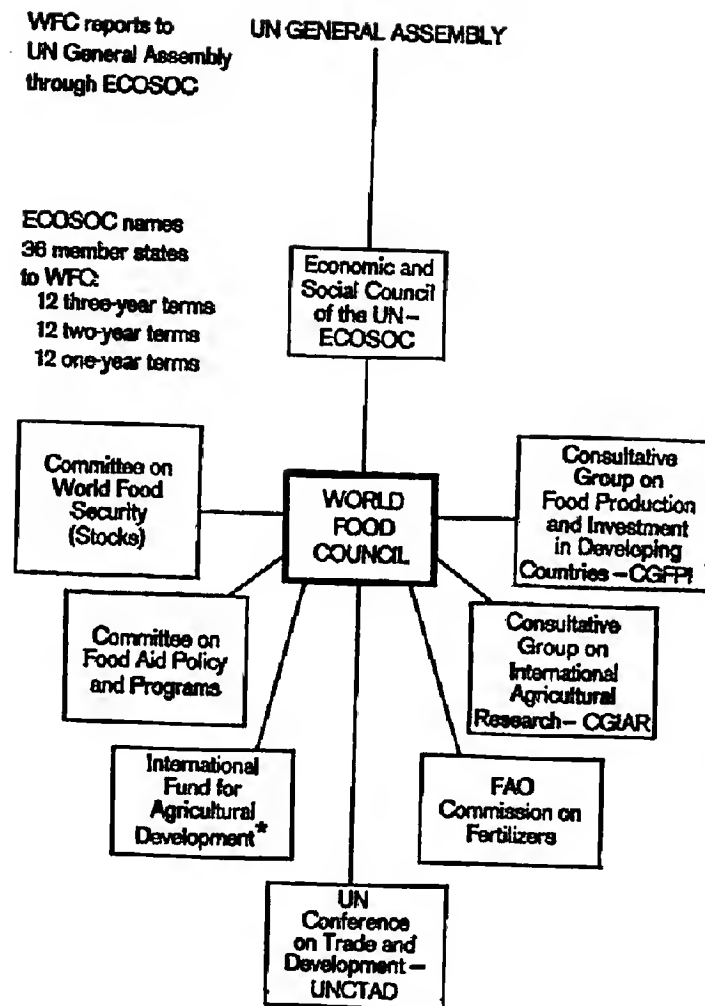 WFC reports to
UN General Assembly
through ECOSOC
UN GENERAL ASSEMBLY
ECOSOC names
36 member states
to WFC:
12 three-year terms
12 two-year terms
12 one-year terms
Economic and
Social Council
of the UN –
ECOSOC
Committee on
World Food
Security
(Stocks)
WORLD
FOOD
COUNCIL
Consultative
Group on
Food Production
and Investment
in Developing
Countries – CGFPI
Committee on
Food Aid Policy
and Programs
Consultative
Group on
International
Agricultural
Research – CGIAR
International
Fund for
Agricultural
Development*
FAO
Commission on
Fertilizers
UN
Conference
on Trade and
Development –
UNCTAD